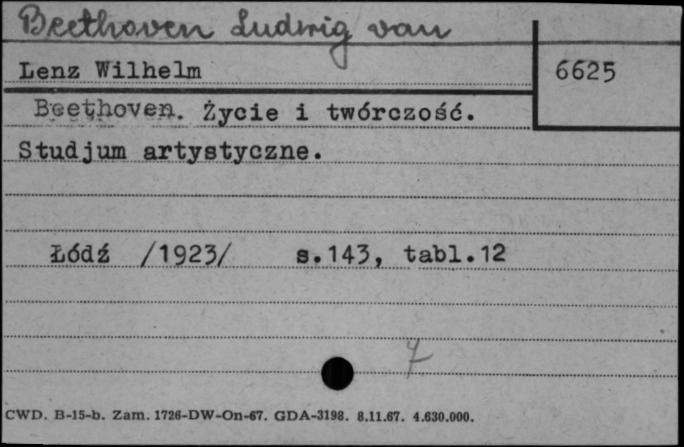 Beethoven Ludwig van
Lenz Wilhelm
6625
Beethoven. Życie i twórczość.
Studjum artystyczne.
Łódź /1923/ s.143, tabl.12
7
CWD. B-15-b. Zam. 1726-DW-On-67. GDA-3198. 8.11.67. 4.630.000.